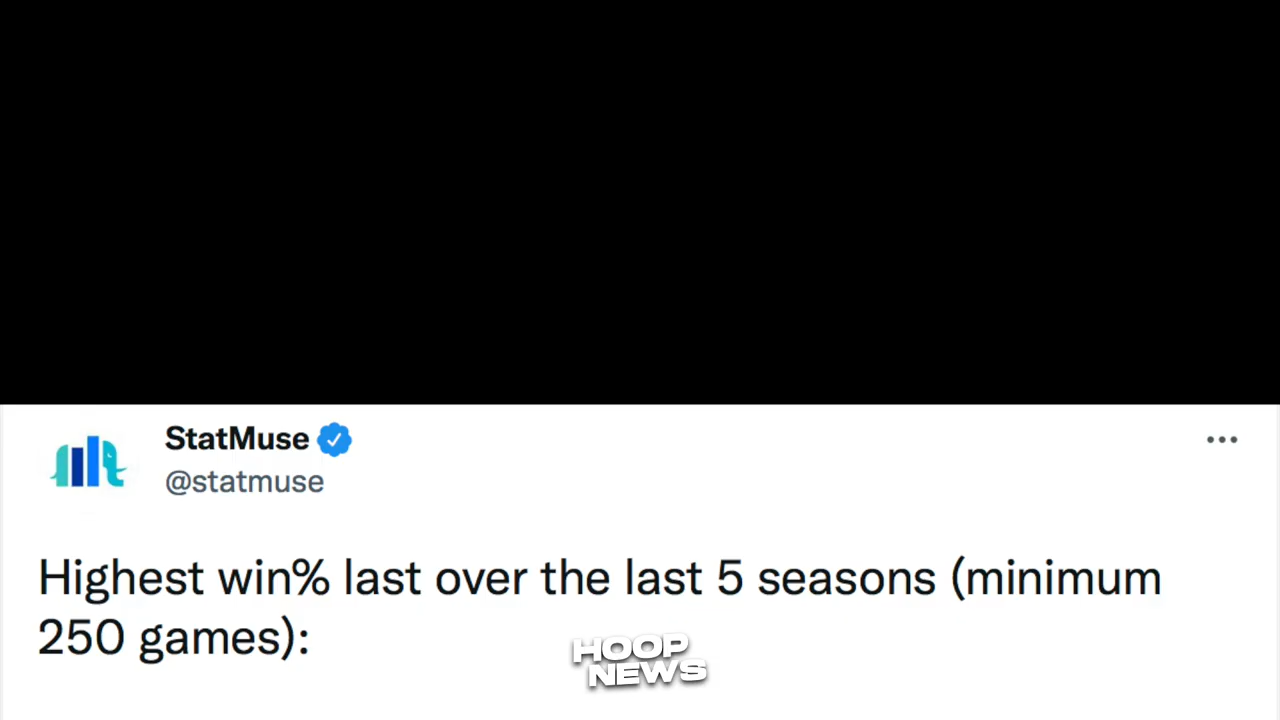 StatMuse
@statmuse
Highest win% last over the last 5 seasons (minimum
250 games):
HOOP
NEWS